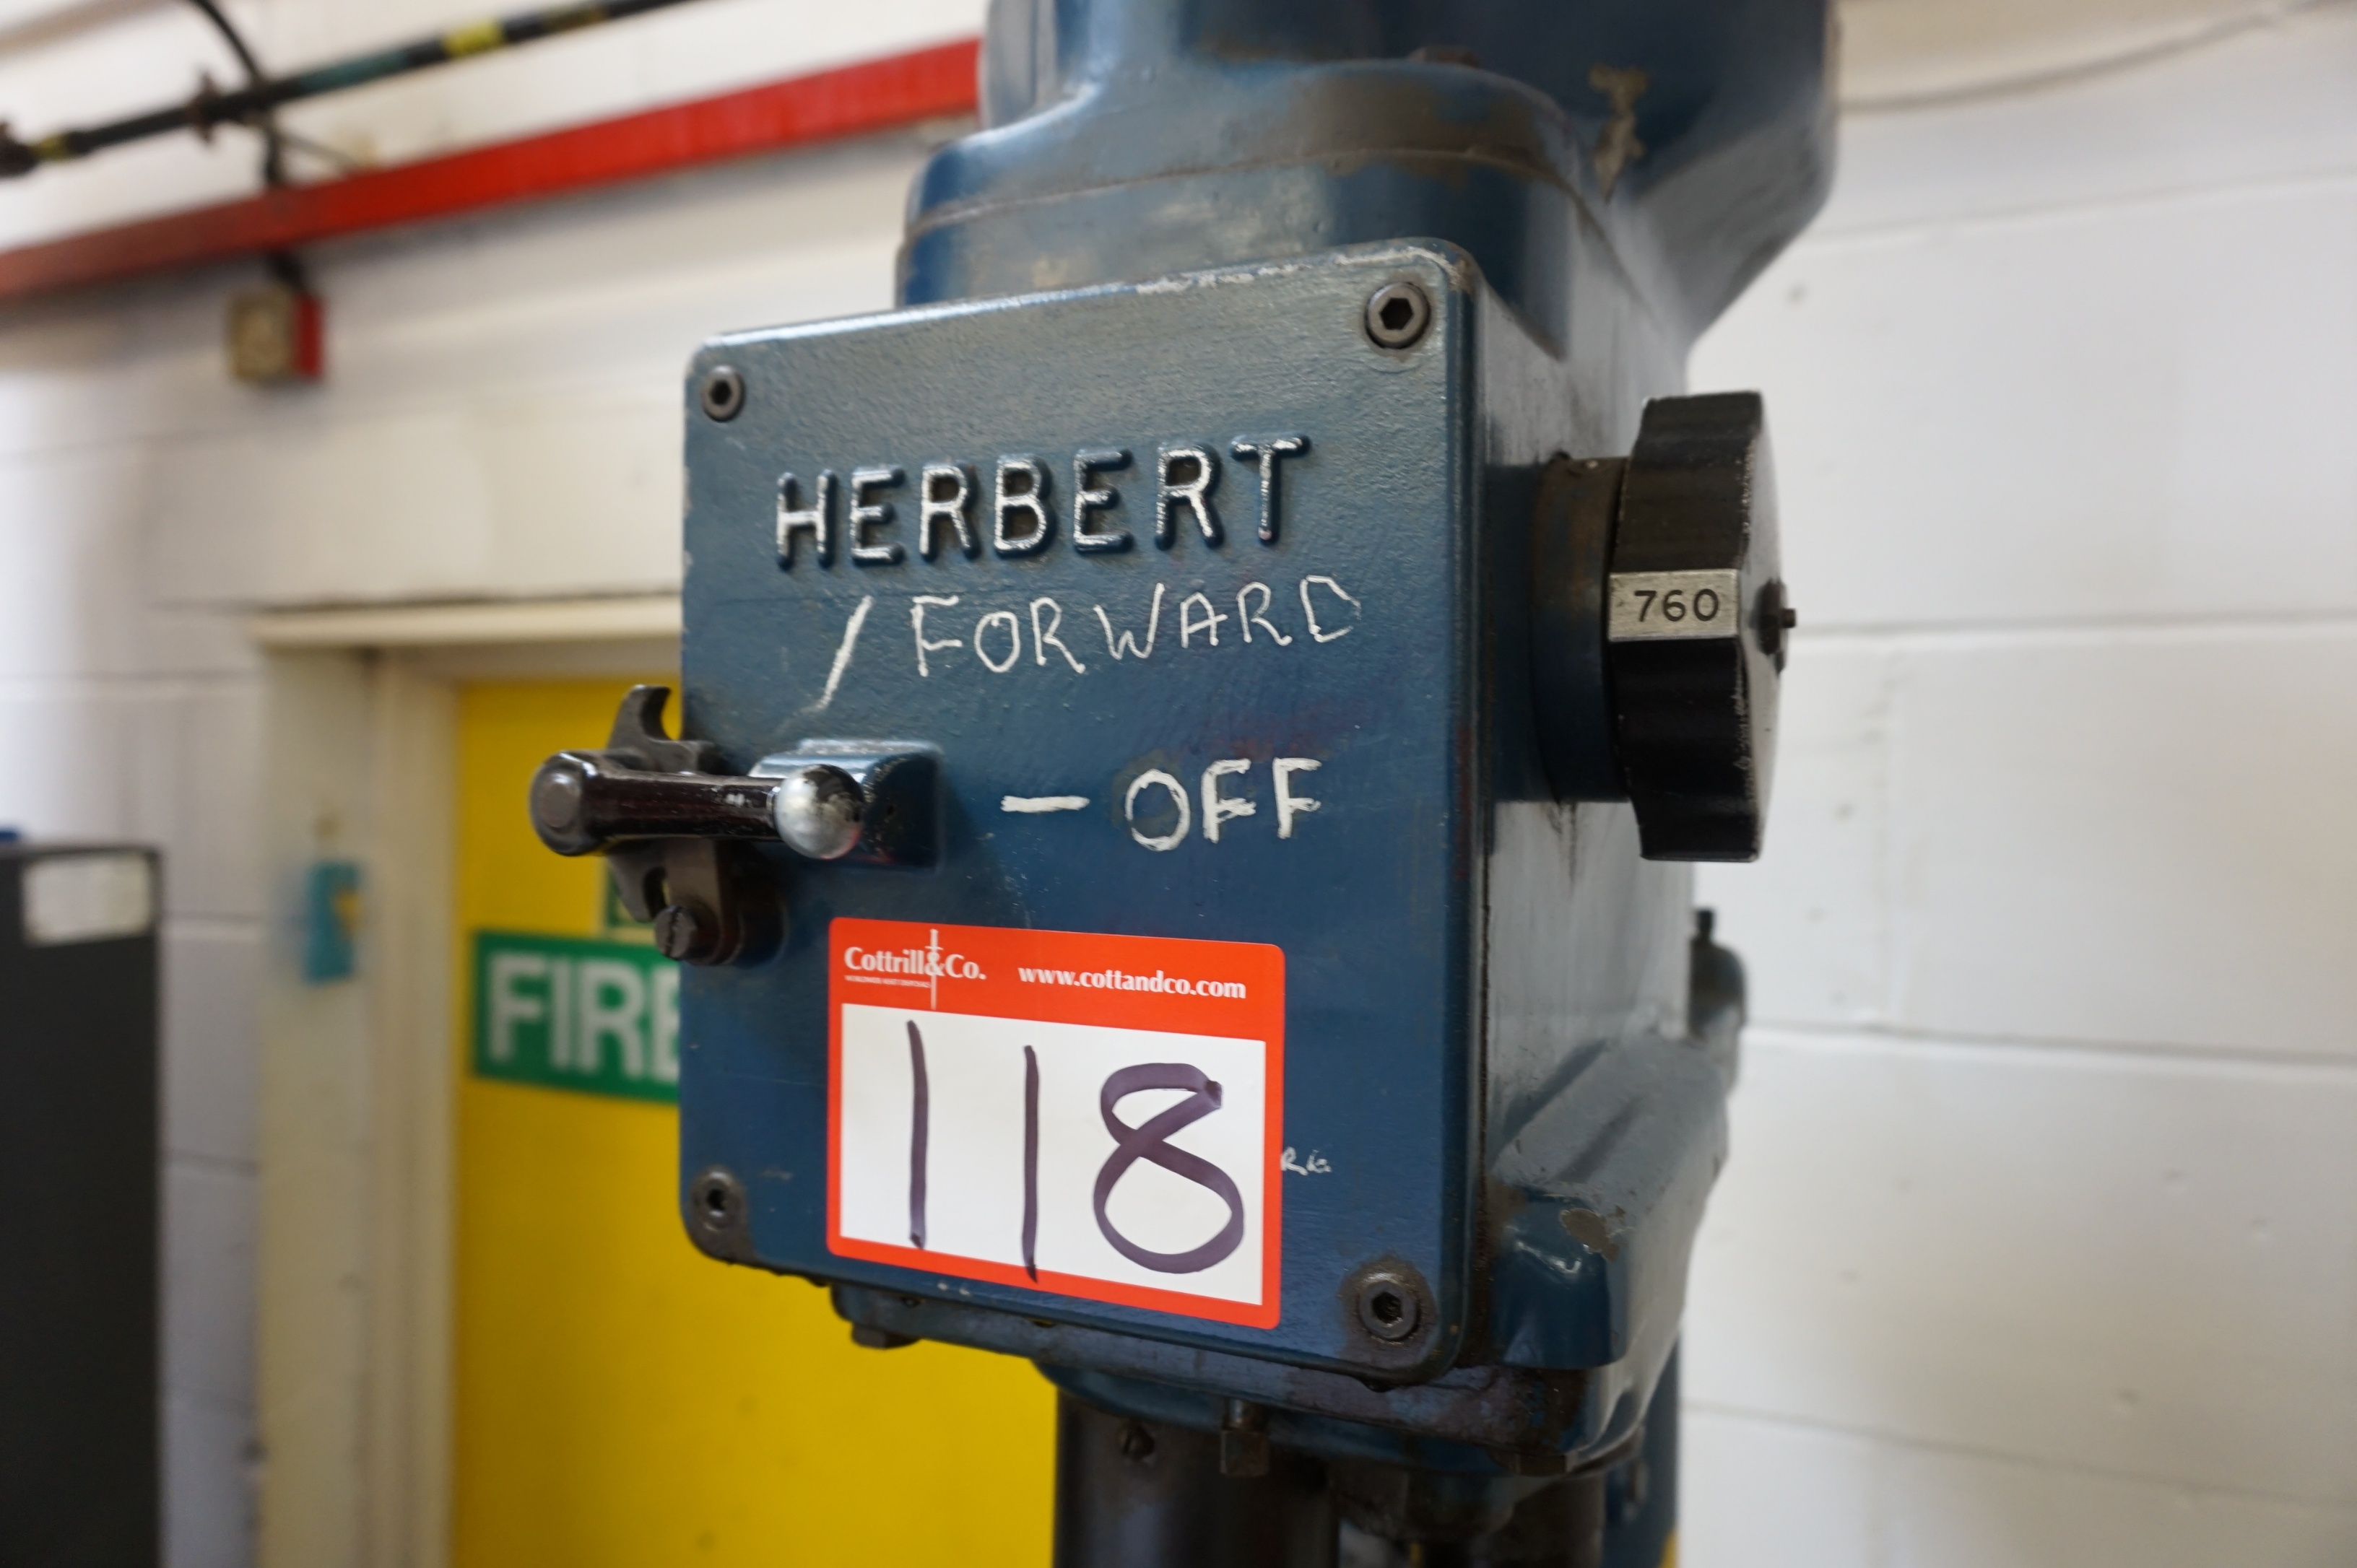 HERBERT
/ FORWARD
760
— OFF
FIRE
Cottrill&Co. www.cottandco.com
118